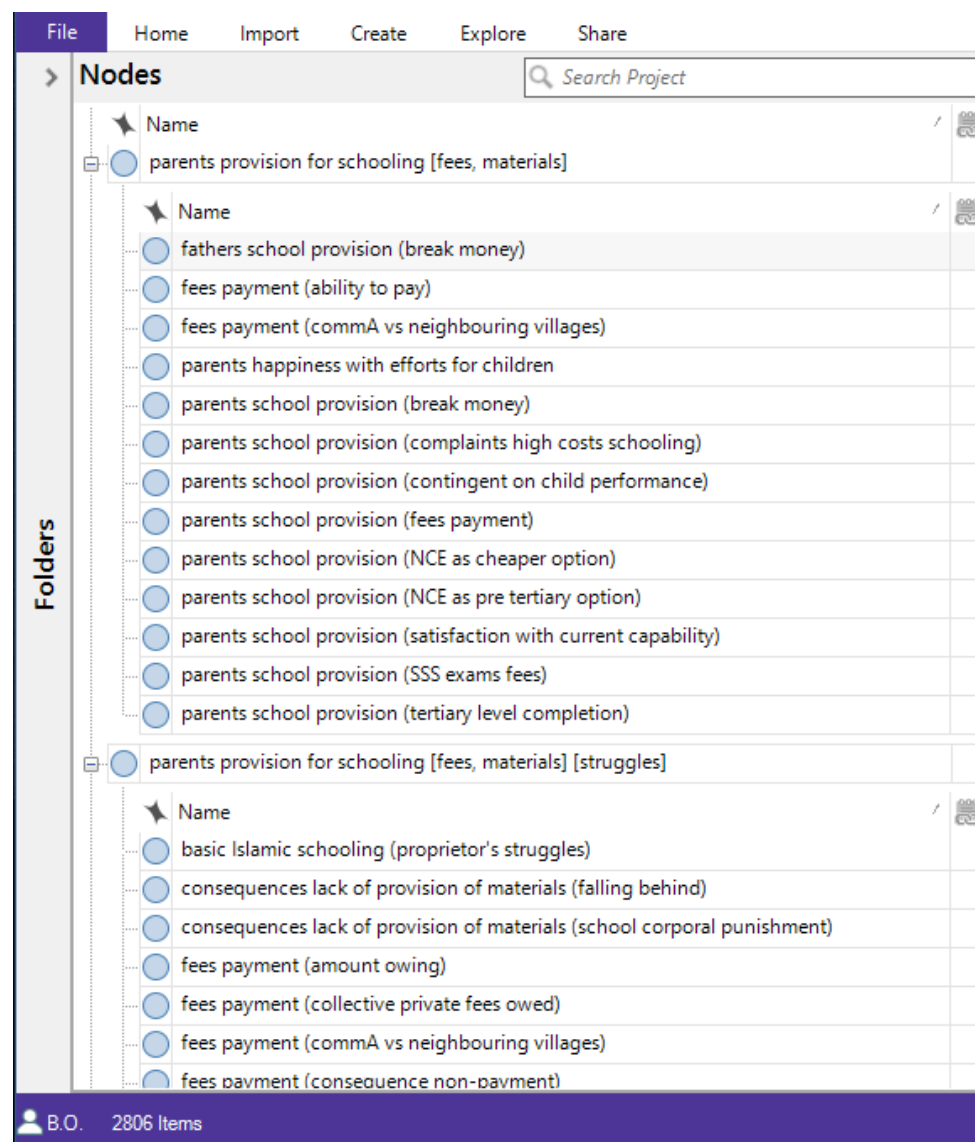 File Home Import Create Explore Share
Nodes
Search Project
Name
parents provision for schooling [fees, materials]
Name
fathers school provision (break money)
fees payment (ability to pay)
fees payment (commA vs neighbouring villages)
parents happiness with efforts for children
parents school provision (break money)
parents school provision (complaints high costs schooling)
parents school provision (contingent on child performance)
parents school provision (fees payment)
parents school provision (NCE as cheaper option)
parents school provision (NCE as pre tertiary option)
parents school provision (satisfaction with current capability)
parents school provision (SSS exams fees)
parents school provision (tertiary level completion)
parents provision for schooling [fees, materials] [struggles]
Name
basic Islamic schooling (proprietor's struggles)
consequences lack of provision of materials (falling behind)
consequences lack of provision of materials (school corporal punishment)
fees payment (amount owing)
fees payment (collective private fees owed)
fees payment (commA vs neighbouring villages)
fees payment (consequence non-payment)
Folders
B.O. 2806 Items